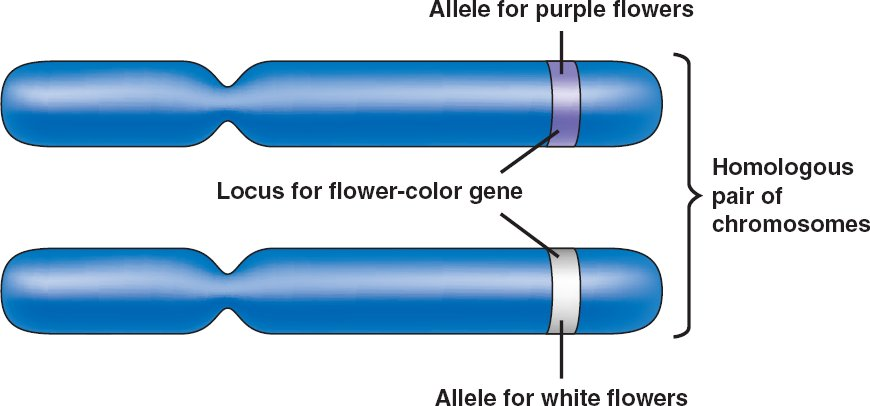 Allele for purple flowers
Locus for flower-color gene
Homologous
pair of
chromosomes
Allele for white flowers